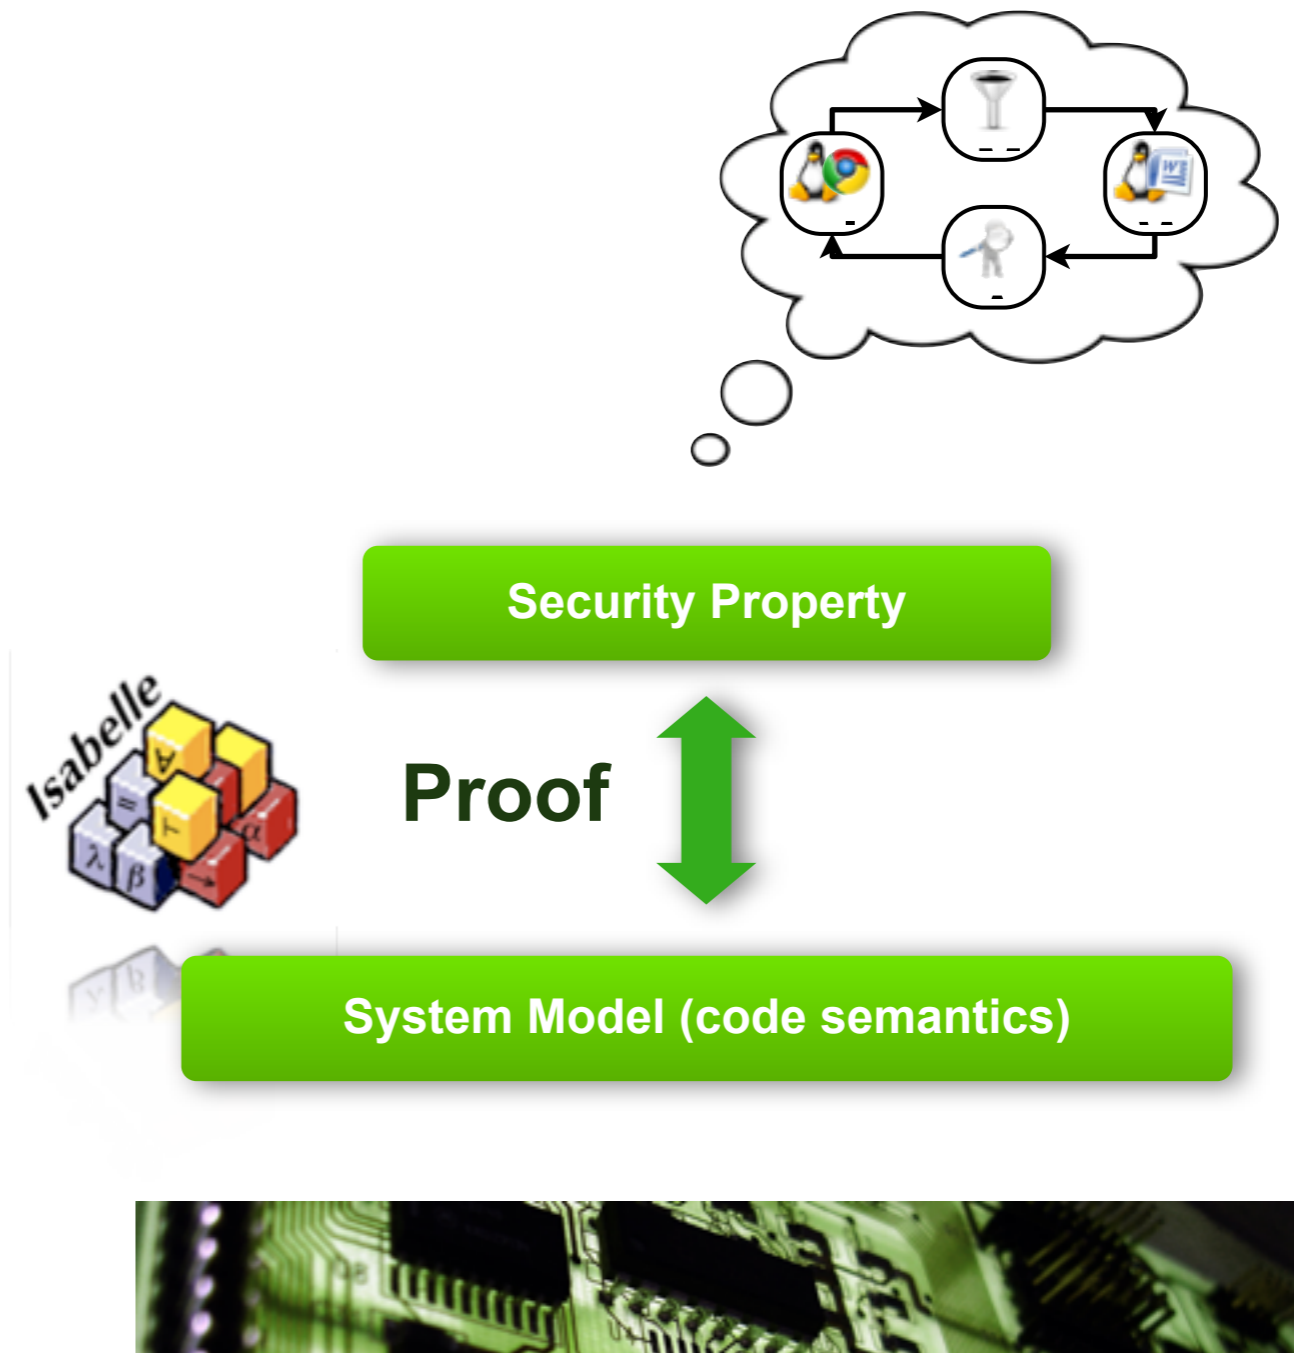 Security Property
Isabelle
∀
=
⊢
α
λ
β
→
Proof
System Model (code semantics)
W